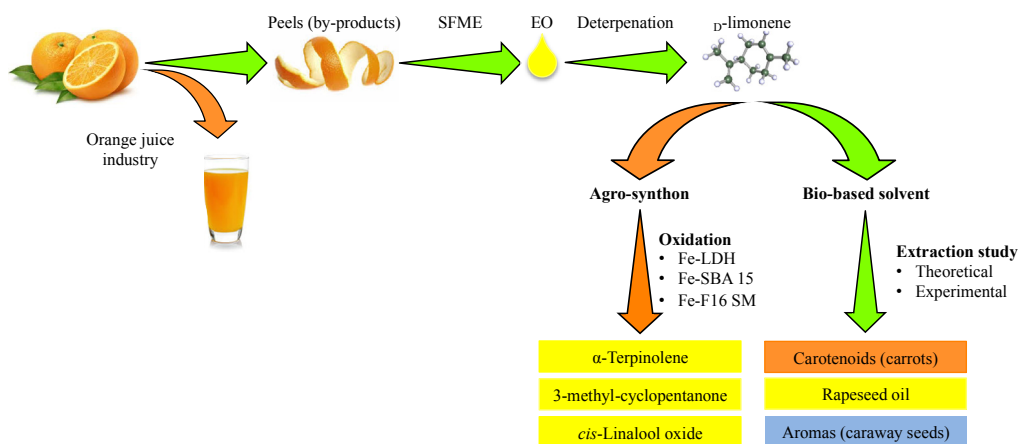 Peels (by-products)
SFME
EO
Deterpenation
D-limonene
Orange juice
industry
Agro-synthon
Bio-based solvent
Oxidation
• Fe-LDH
• Fe-SBA 15
• Fe-F16 SM
Extraction study
• Theoretical
• Experimental
α-Terpinolene
3-methyl-cyclopentanone
cis-Linalool oxide
Carotenoids (carrots)
Rapeseed oil
Aromas (caraway seeds)